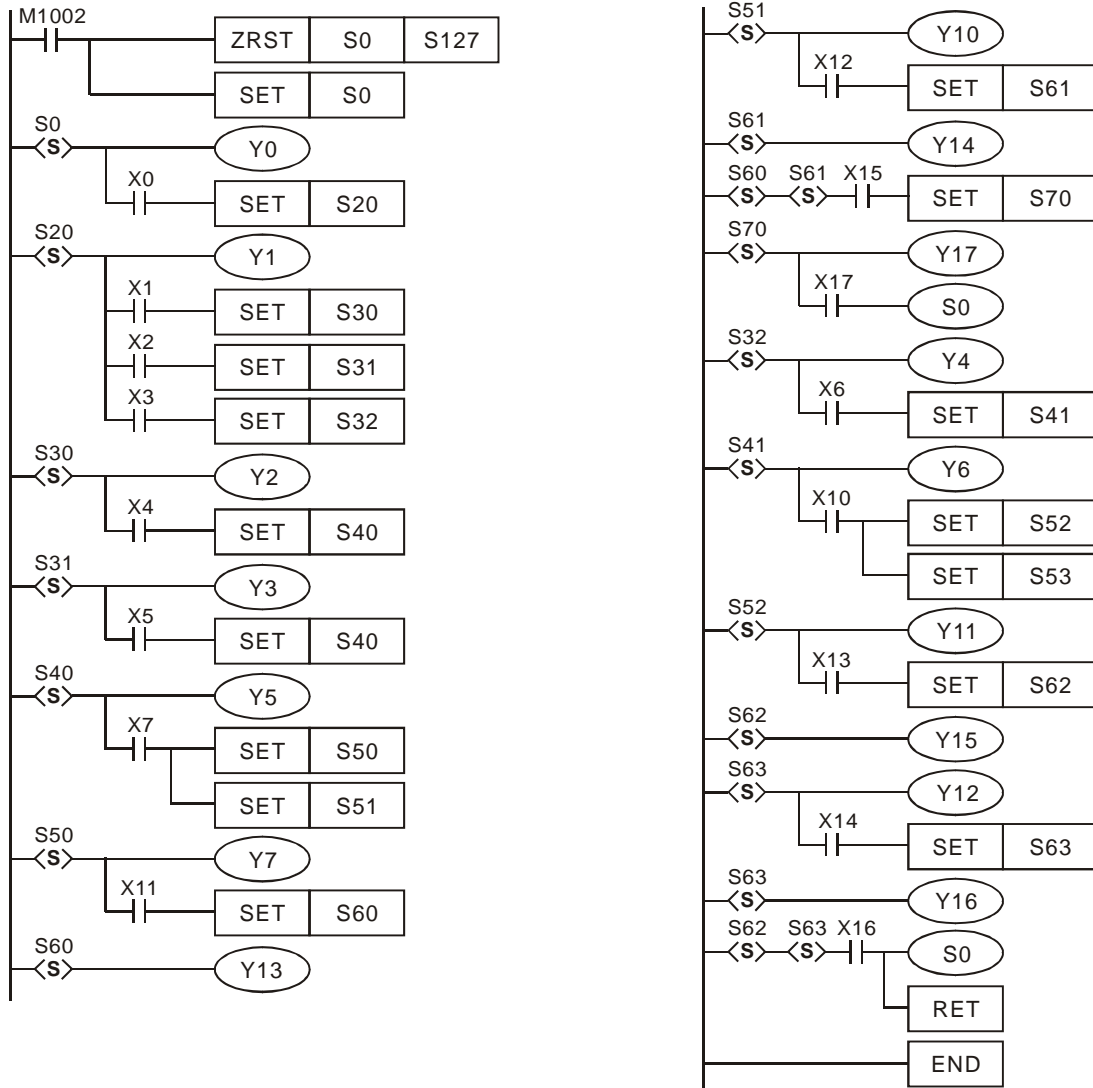 M1002
ZRST S0 S127
SET S0
S0
S Y0
X0
SET S20
S20
S Y1
X1
SET S30
X2
SET S31
X3
SET S32
S30
S Y2
X4
SET S40
S31
S Y3
X5
SET S40
S40
S Y5
X7
SET S50
SET S51
S50
S Y7
X11
SET S60
S60
S Y13
S51
S Y10
X12
SET S61
S61
S Y14
S60 S61 X15
S S SET S70
S70
S Y17
X17
S0
S32
S Y4
X6
SET S41
S41
S Y6
X10
SET S52
SET S53
S52
S Y11
X13
SET S62
S62
S Y15
S63
S Y12
X14
SET S63
S63
S Y16
S62 S63 X16
S S S0
RET
END